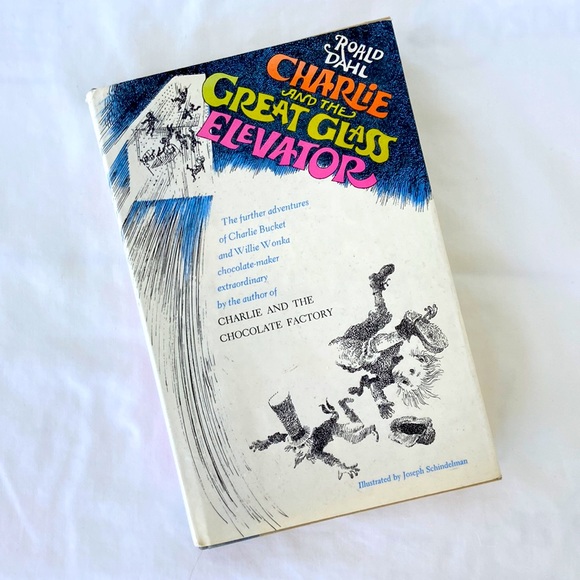 ROALD
DAHL
CHARLIE
AND THE
GREAT GLASS
ELEVATOR
The further adventures
of Charlie Bucket
and Willie Wonka
chocolate-maker
extraordinary
by the author of
CHARLIE AND THE
CHOCOLATE FACTORY
Illustrated by Joseph Schindelman